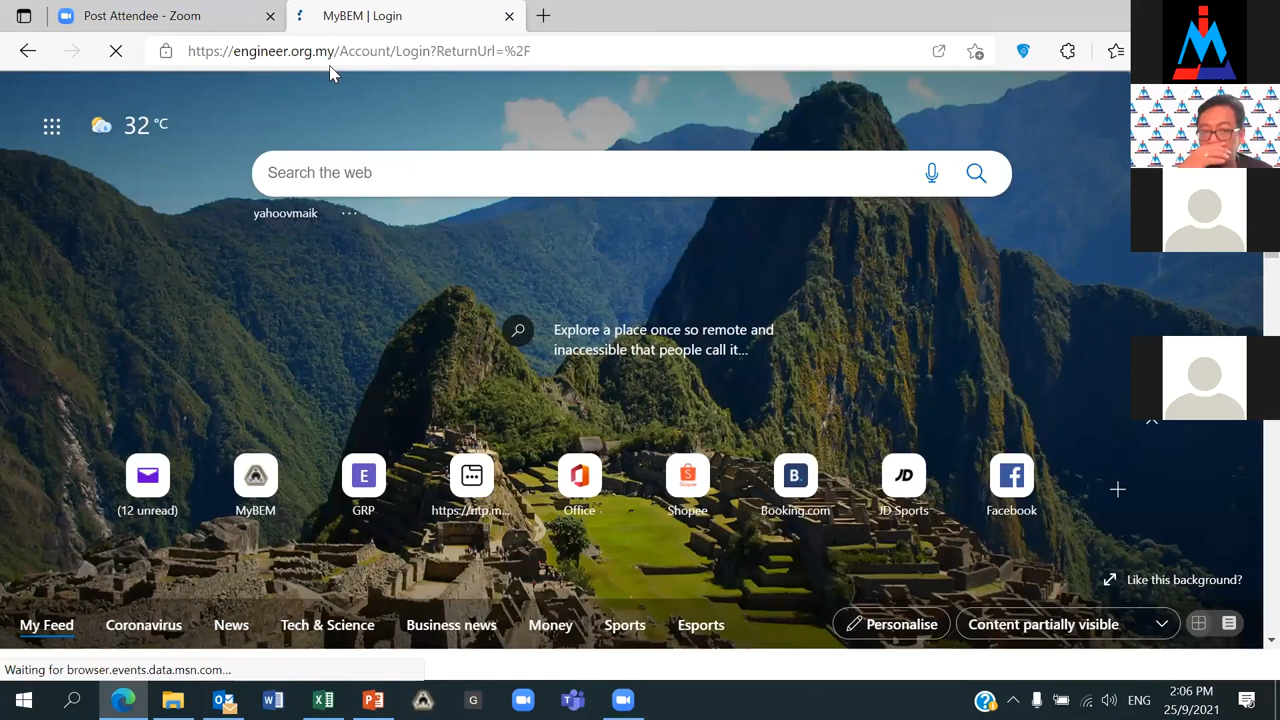 Post Attendee - Zoom
MyBEM | Login
https://engineer.org.my/Account/Login?ReturnUrl=%2F
32 °C
Search the web
yahoovmaik
Explore a place once so remote and
inaccessible that people call it...
(12 unread)
MyBEM
E
GRP
https://ntp.m...
Office
Shopee
Shopee
B.
Booking.com
JD
JD Sports
Facebook
Like this background?
My Feed
Coronavirus
News
Tech & Science
Business news
Money
Sports
Esports
Personalise
Content partially visible
Waiting for browser.events.data.msn.com...
G
ENG
2:06 PM
25/9/2021